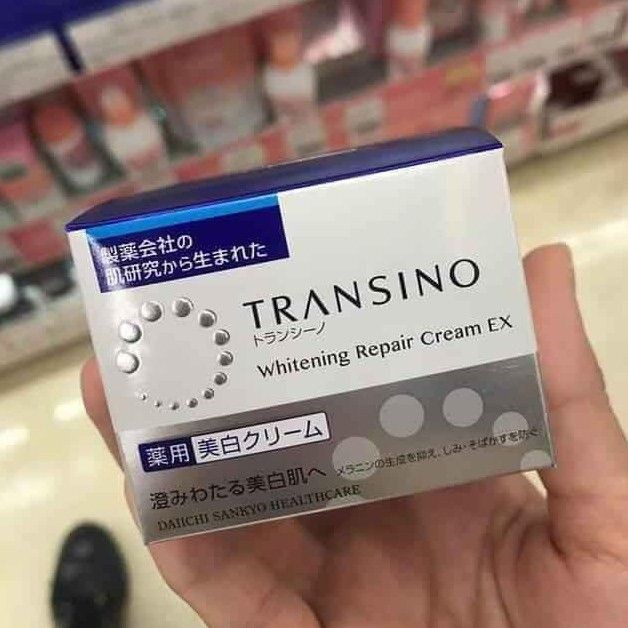 製薬会社の
肌研究から生まれた
TRANSINO
トランシーノ
Whitening Repair Cream EX
薬用 美白クリーム
メラニンの生成を抑え、しみ・そばかすを防ぐ
澄みわたる美白肌へ
DAIICHI SANKYO HEALTHCARE